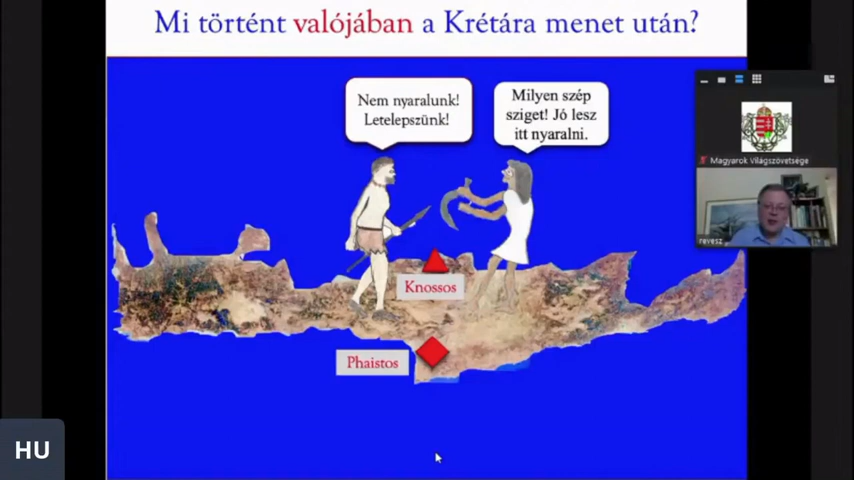 Mi történt valójában a Krétára menet után?
Nem nyaralunk!
Letelepszünk!
Milyen szép
sziget! Jó lesz
itt nyaralni.
Knossos
Phaistos
Magyarok Világszövetsége
revesz
HU